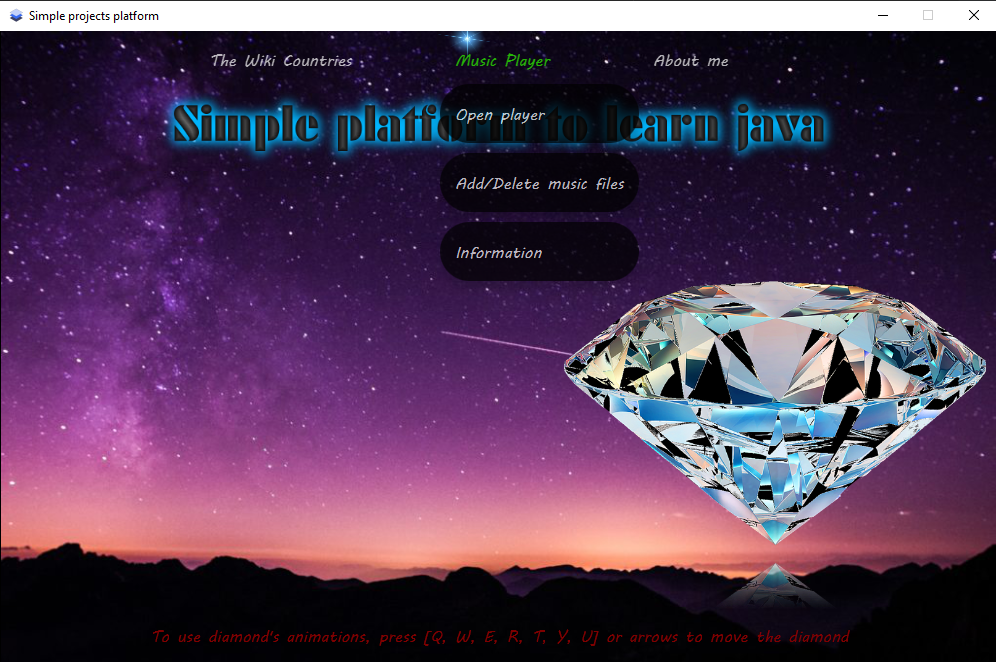 Simple projects platform
The Wiki Countries
Music Player
About me
Simple platform to learn java
Open player
Add/Delete music files
Information
To use diamond's animations, press [Q, W, E, R, T, Y, U] or arrows to move the diamond